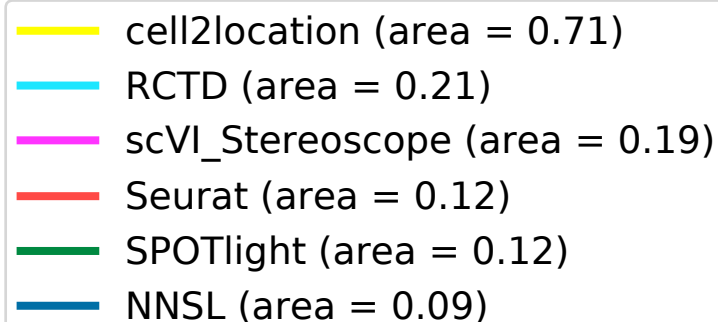 cell2location (area = 0.71)
RCTD (area = 0.21)
scVI_Stereoscope (area = 0.19)
Seurat (area = 0.12)
SPOTlight (area = 0.12)
NNSL (area = 0.09)